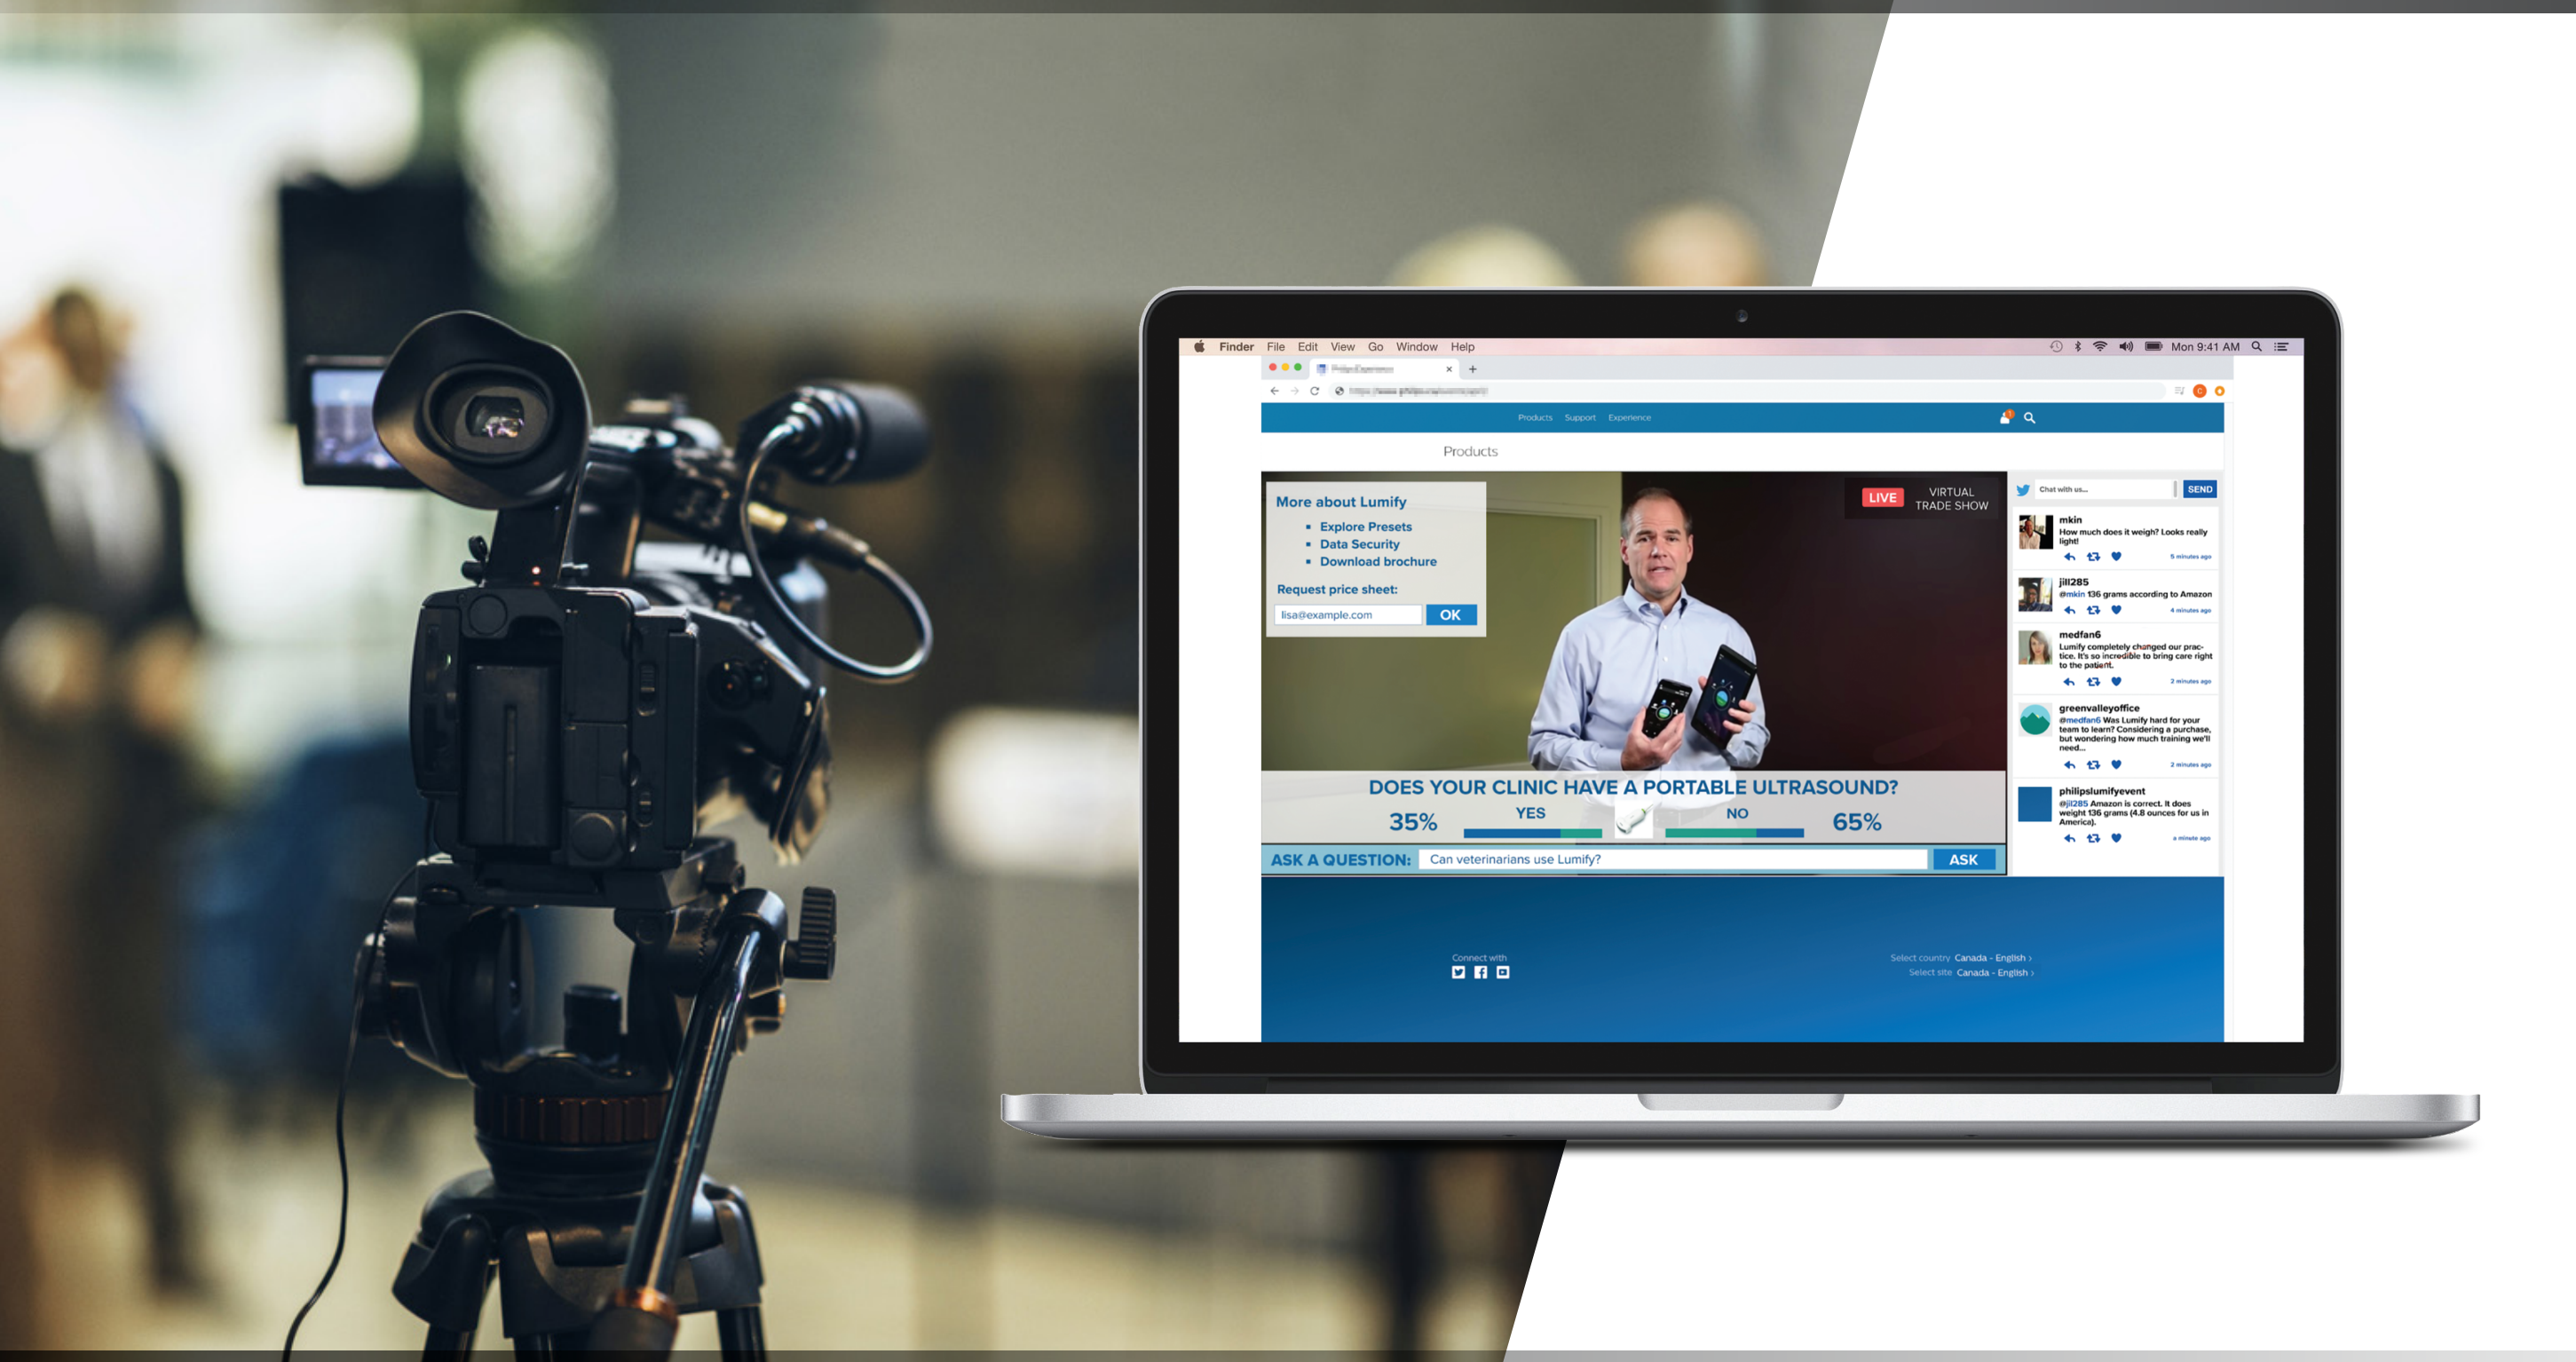 Finder File Edit View Go Window Help
Mon 9:41 AM
Products Support Experience
1
Products
More about Lumify
Explore Presets
Data Security
Download brochure
Request price sheet:
lisa@example.com OK
LIVE
VIRTUAL
TRADE SHOW
DOES YOUR CLINIC HAVE A PORTABLE ULTRASOUND?
35% YES NO 65%
ASK A QUESTION: Can veterinarians use Lumify? ASK
Chat with us... SEND
mkin
How much does it weigh? Looks really
light!
5 minutes ago
jill285
@mkin 136 grams according to Amazon
4 minutes ago
medfan6
Lumify completely changed our prac-
tice. It's so incredible to bring care right
to the patient.
2 minutes ago
greenvalleyoffice
@medfan6 Was Lumify hard for your
team to learn? Considering a purchase,
but wondering how much training we'll
need...
2 minutes ago
philipslumifyevent
@jil285 Amazon is correct. It does
weight 136 grams (4.8 ounces for us in
America).
a minute ago
Connect with
Select country Canada - English ›
Select site Canada - English ›